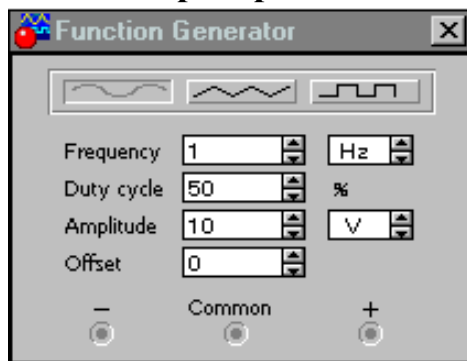 Function Generator
Frequency 1 Hz
Duty cycle 50 %
Amplitude 10 V
Offset 0
− Common +